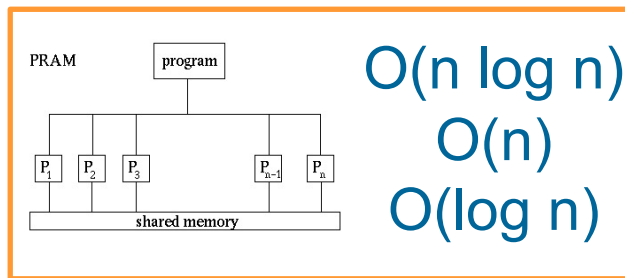 PRAM
program
P1 P2 P3 Pn-1 Pn
shared memory
O(n log n)
O(n)
O(log n)